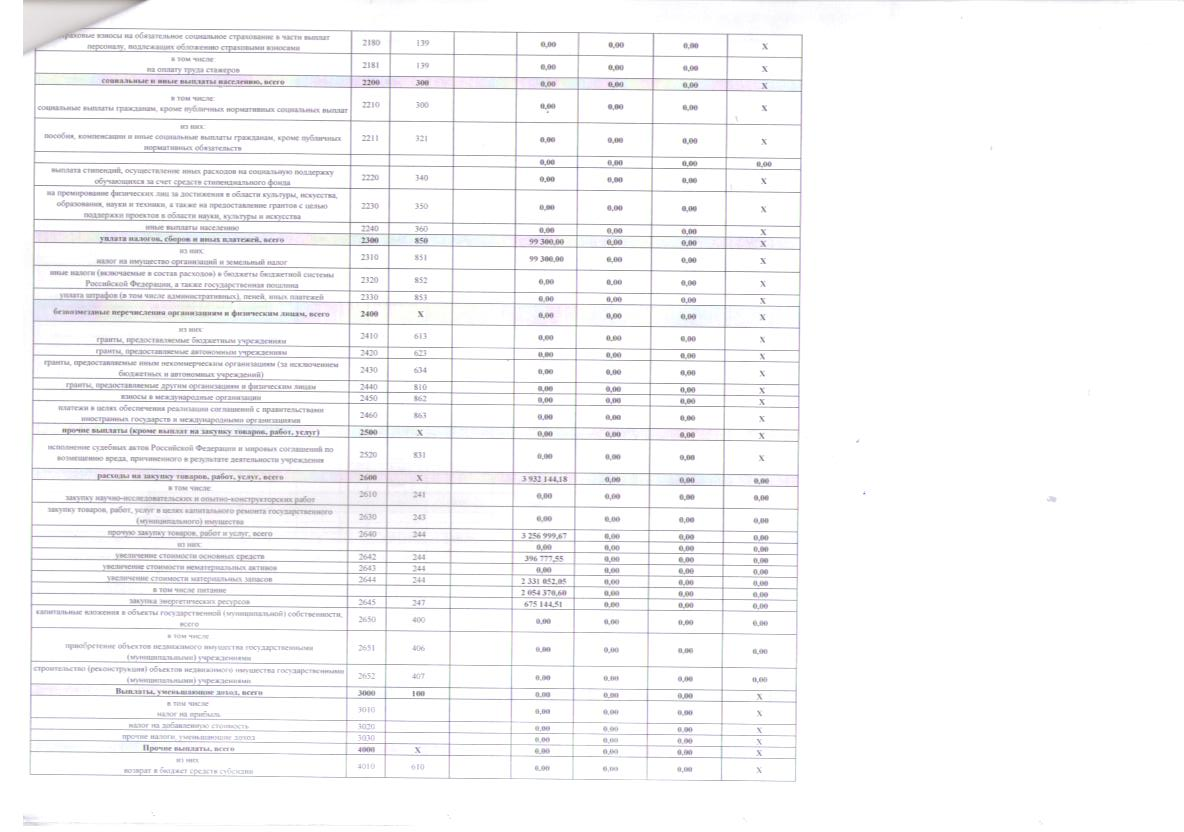 взносы на обязательное социальное страхование в части выплат
персоналу, подлежащих обложению страховыми взносами 2180 139 0,00 0,00 0,00 X
в том числе:
на оплату труда стажеров 2181 139 0,00 0,00 0,00 X
социальные и иные выплаты населению, всего 2200 300 0,00 0,00 0,00 X
в том числе:
социальные выплаты гражданам, кроме публичных нормативных социальных выплат 2210 300 0,00 0,00 0,00 X
из них:
пособия, компенсации и иные социальные выплаты гражданам, кроме публичных
нормативных обязательств 2211 321 0,00 0,00 0,00 X
0,00 0,00 0,00 0,00
выплата стипендий, осуществление иных расходов на социальную поддержку
обучающихся за счет средств стипендиального фонда 2220 340 0,00 0,00 0,00 X
на премирование физических лиц за достижения в области культуры, искусства,
образования, науки и техники, а также на предоставление грантов с целью
поддержки проектов в области науки, культуры и искусства 2230 350 0,00 0,00 0,00 X
иные выплаты населению 2240 360 0,00 0,00 0,00 X
уплата налогов, сборов и иных платежей, всего 2300 850 99 300,00 0,00 0,00 X
из них:
налог на имущество организаций и земельный налог 2310 851 99 300,00 0,00 0,00 X
иные налоги (включаемые в состав расходов) в бюджеты бюджетной системы
Российской Федерации, а также государственная пошлина 2320 852 0,00 0,00 0,00 X
уплата штрафов (в том числе административных), пеней, иных платежей 2330 853 0,00 0,00 0,00 X
безвозмездные перечисления организациям и физическим лицам, всего 2400 X 0,00 0,00 0,00 X
из них:
гранты, предоставляемые бюджетным учреждениям 2410 613 0,00 0,00 0,00 X
гранты, предоставляемые автономным учреждениям 2420 623 0,00 0,00 0,00 X
гранты, предоставляемые иным некоммерческим организациям (за исключением
бюджетных и автономных учреждений) 2430 634 0,00 0,00 0,00 X
гранты, предоставляемые другим организациям и физическим лицам 2440 810 0,00 0,00 0,00 X
взносы в международные организации 2450 862 0,00 0,00 0,00 X
платежи в целях обеспечения реализации соглашений с правительствами
иностранных государств и международными организациями 2460 863 0,00 0,00 0,00 X
прочие выплаты (кроме выплат на закупку товаров, работ, услуг) 2500 X 0,00 0,00 0,00 X
исполнение судебных актов Российской Федерации и мировых соглашений по
возмещению вреда, причиненного в результате деятельности учреждения 2520 831 0,00 0,00 0,00 X
расходы на закупку товаров, работ, услуг, всего 2600 X 3 932 144,18 0,00 0,00 0,00
в том числе:
закупку научно-исследовательских и опытно-конструкторских работ 2610 241 0,00 0,00 0,00 0,00
закупку товаров, работ, услуг в целях капитального ремонта государственного
(муниципального) имущества 2630 243 0,00 0,00 0,00 0,00
прочую закупку товаров, работ и услуг, всего 2640 244 3 256 999,67 0,00 0,00 0,00
из них: 0,00 0,00 0,00 0,00
увеличение стоимости основных средств 2642 244 396 777,55 0,00 0,00 0,00
увеличение стоимости нематериальных активов 2643 244 0,00 0,00 0,00 0,00
увеличение стоимости материальных запасов 2644 244 2 331 052,05 0,00 0,00 0,00
в том числе питание 2 054 370,60 0,00 0,00 0,00
закупка энергетических ресурсов 2645 247 675 144,51 0,00 0,00 0,00
капитальные вложения в объекты государственной (муниципальной) собственности,
всего 2650 400 0,00 0,00 0,00 0,00
в том числе
приобретение объектов недвижимого имущества государственными
(муниципальными) учреждениями 2651 406 0,00 0,00 0,00 0,00
строительство (реконструкция) объектов недвижимого имущества государственными
(муниципальными) учреждениями 2652 407 0,00 0,00 0,00 0,00
Выплаты, уменьшающие доход, всего 3000 100 0,00 0,00 0,00 X
в том числе
налог на прибыль 3010 0,00 0,00 0,00 X
налог на добавленную стоимость 3020 0,00 0,00 0,00 X
прочие налоги, уменьшающие доход 3030 0,00 0,00 0,00 X
Прочие выплаты, всего 4000 X 0,00 0,00 0,00 X
из них
возврат в бюджет средств субсидии 4010 610 0,00 0,00 0,00 X